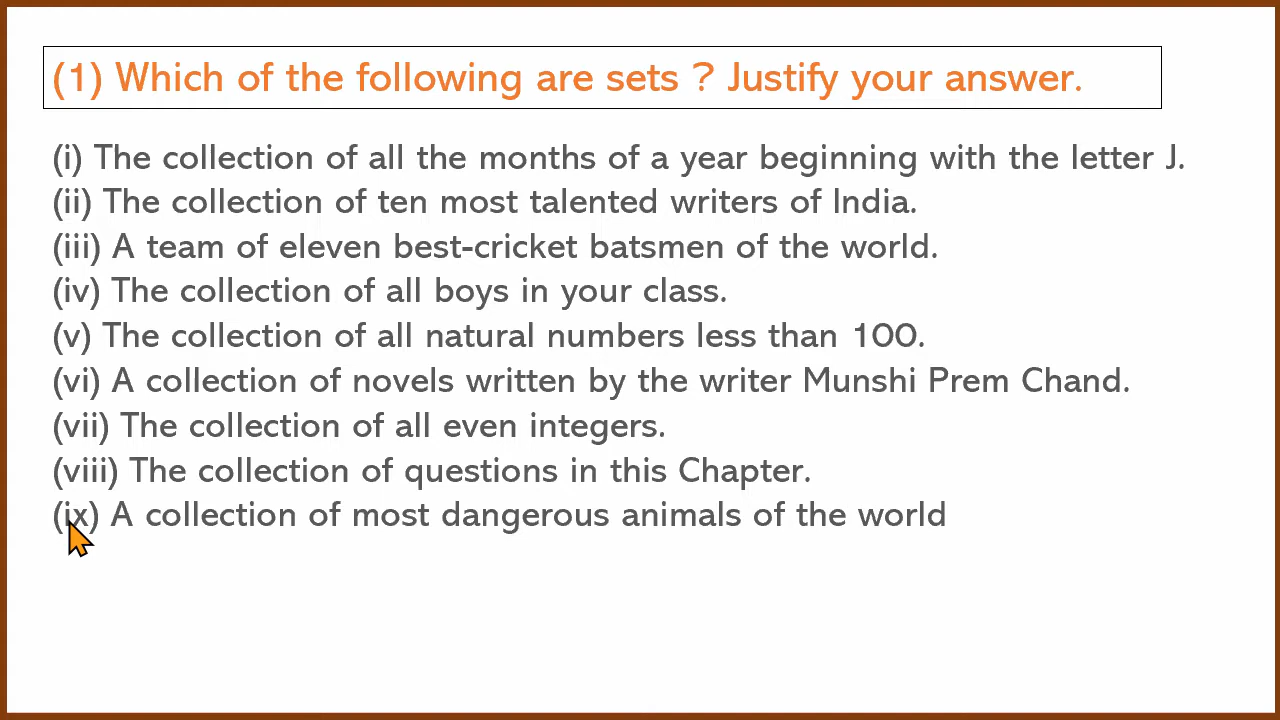 (1) Which of the following are sets ? Justify your answer.
(i) The collection of all the months of a year beginning with the letter J.
(ii) The collection of ten most talented writers of India.
(iii) A team of eleven best-cricket batsmen of the world.
(iv) The collection of all boys in your class.
(v) The collection of all natural numbers less than 100.
(vi) A collection of novels written by the writer Munshi Prem Chand.
(vii) The collection of all even integers.
(viii) The collection of questions in this Chapter.
(ix) A collection of most dangerous animals of the world